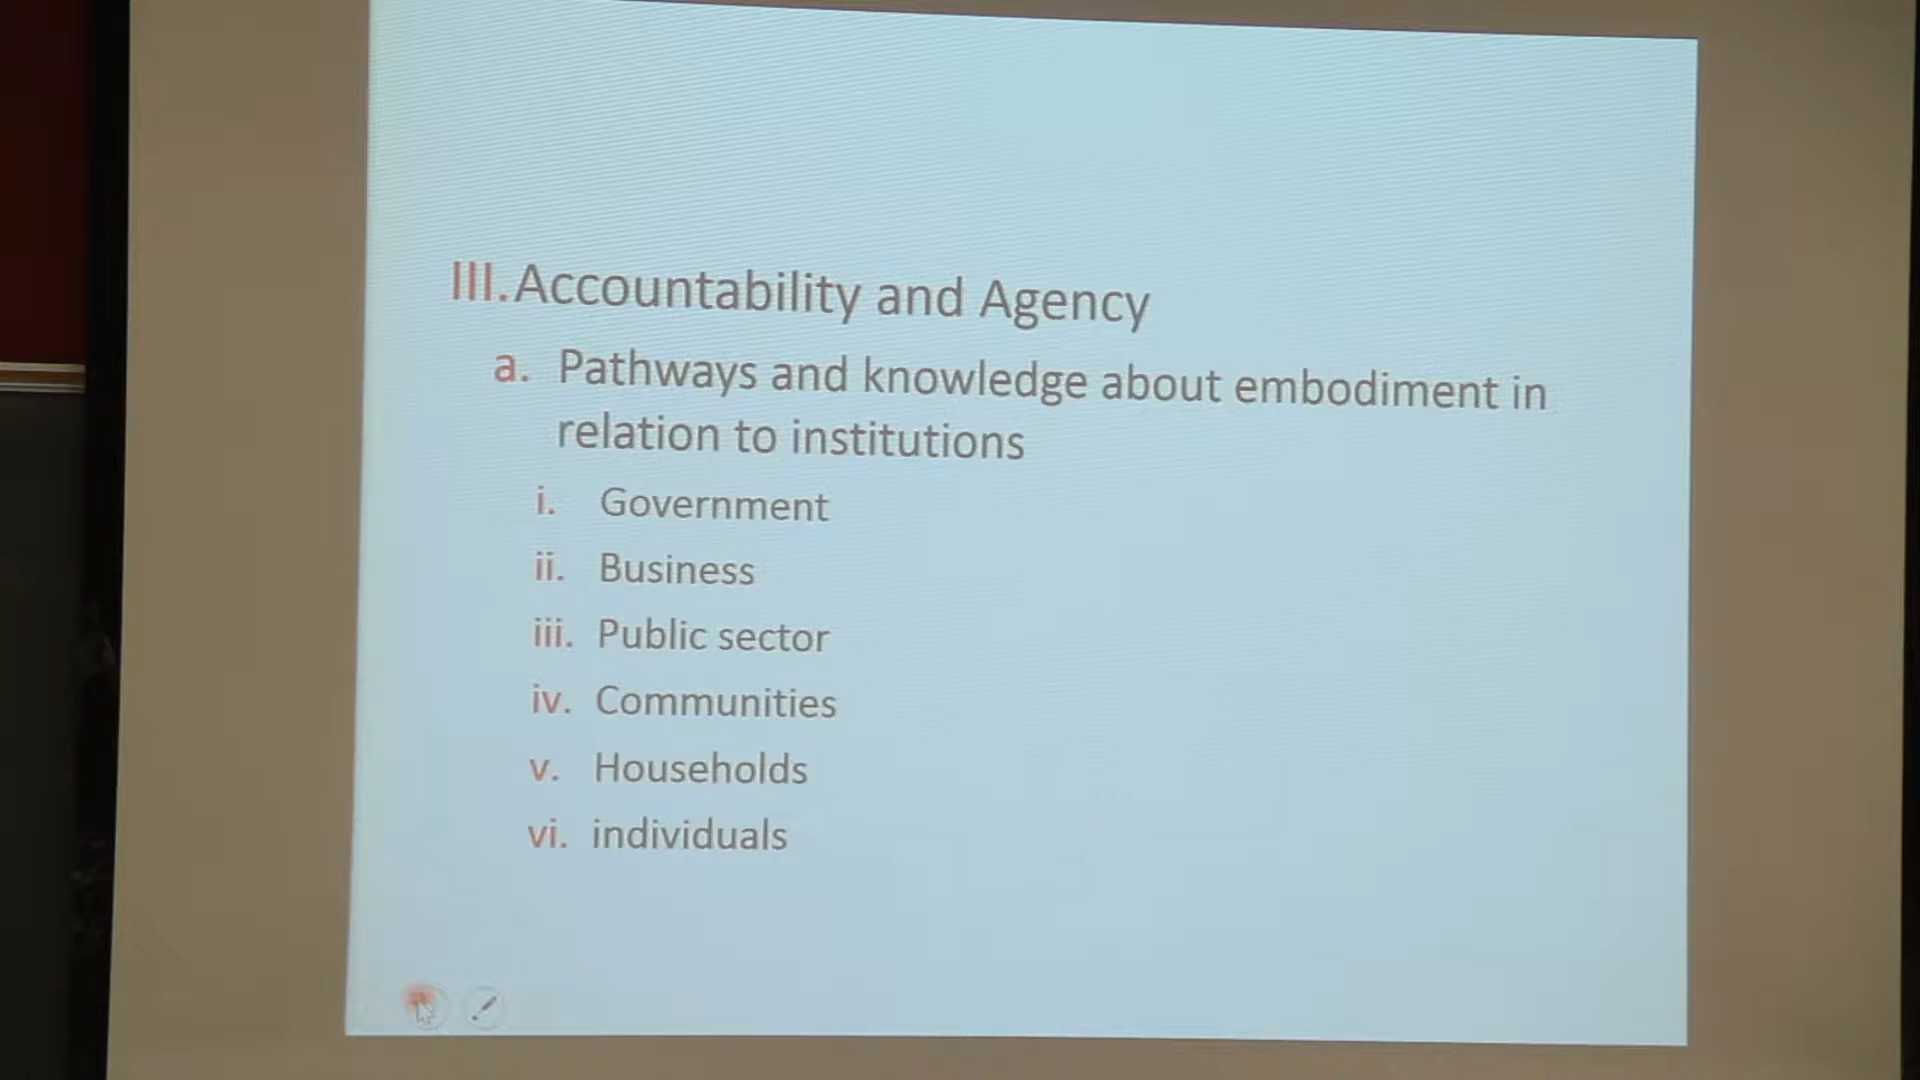 III. Accountability and Agency
a. Pathways and knowledge about embodiment in
relation to institutions
i. Government
ii. Business
iii. Public sector
iv. Communities
v. Households
vi. individuals